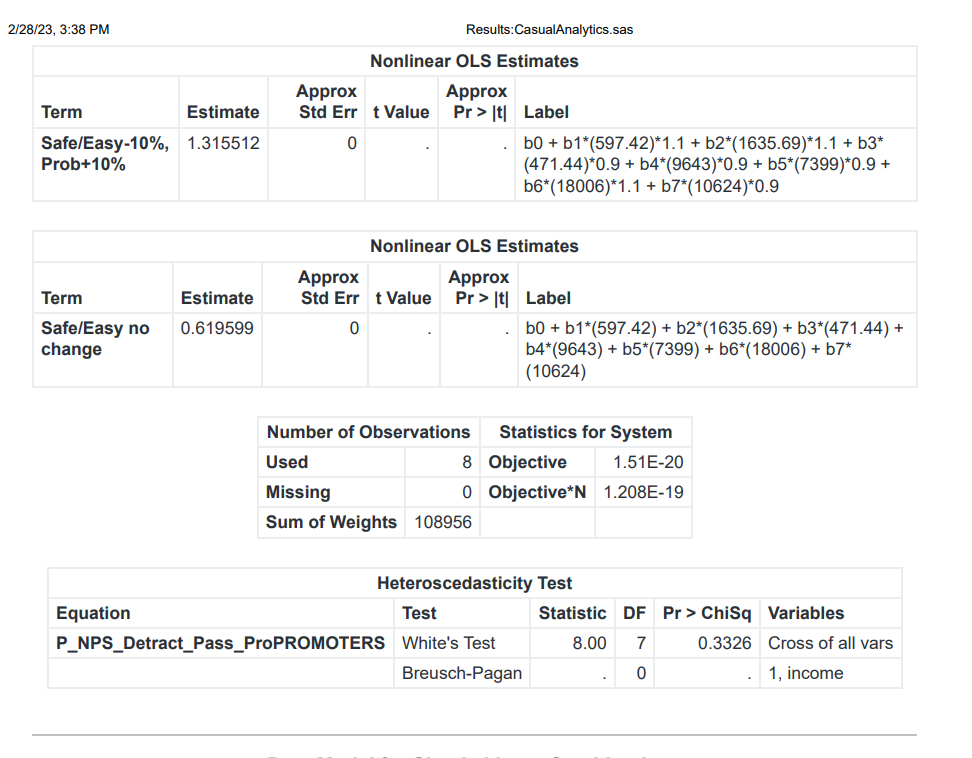 2/28/23, 3:38 PM Results:CasualAnalytics.sas
Nonlinear OLS Estimates
Term Estimate Approx Std Err t Value Approx Pr > |t| Label
Safe/Easy-10%, Prob+10% 1.315512 0 . . b0 + b1*(597.42)*1.1 + b2*(1635.69)*1.1 + b3*
(471.44)*0.9 + b4*(9643)*0.9 + b5*(7399)*0.9 +
b6*(18006)*1.1 + b7*(10624)*0.9
Nonlinear OLS Estimates
Term Estimate Approx Std Err t Value Approx Pr > |t| Label
Safe/Easy no change 0.619599 0 . . b0 + b1*(597.42) + b2*(1635.69) + b3*(471.44) +
b4*(9643) + b5*(7399) + b6*(18006) + b7*
(10624)
Number of Observations Statistics for System
Used 8 Objective 1.51E-20
Missing 0 Objective*N 1.208E-19
Sum of Weights 108956
Heteroscedasticity Test
Equation Test Statistic DF Pr > ChiSq Variables
P_NPS_Detract_Pass_ProPROMOTERS White's Test 8.00 7 0.3326 Cross of all vars
Breusch-Pagan . 0 . 1, income